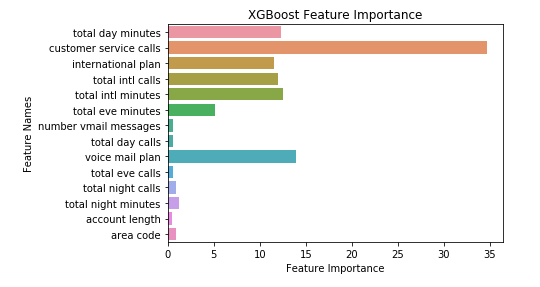 XGBoost Feature Importance
total day minutes
customer service calls
international plan
total intl calls
total intl minutes
total eve minutes
number vmail messages
total day calls
voice mail plan
total eve calls
total night calls
total night minutes
account length
area code
Feature Names
0 5 10 15 20 25 30 35
Feature Importance